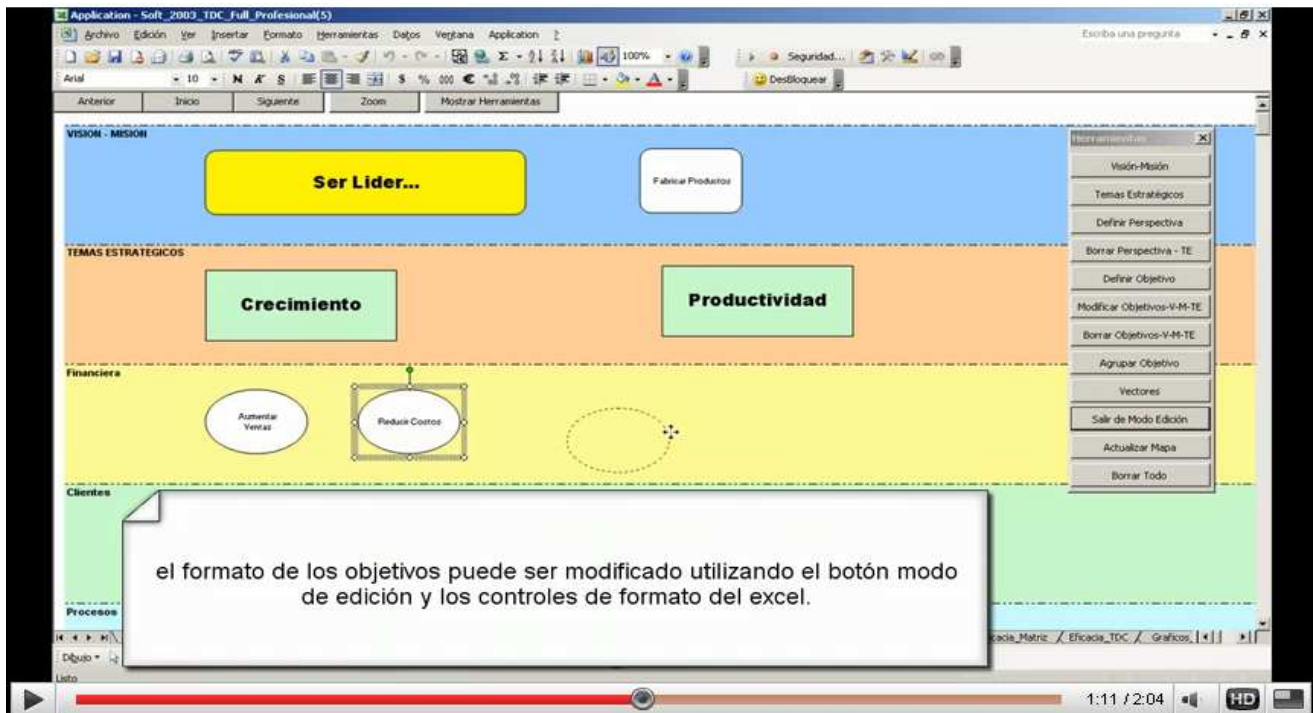 Application - Soft_2003_TDC_Full_Profesional(5)
Archivo Edición Ver Insertar Formato Herramientas Datos Ventana Application ?
Escriba una pregunta
100%
Seguridad...
Arial 10 N K S $ % 000 €
DesBloquear
Anterior Inicio Siguiente Zoom Mostrar Herramientas
VISION - MISION
Ser Lider...
Fabricar Productos
TEMAS ESTRATEGICOS
Crecimiento
Productividad
Financiera
Aumentar
Ventas
Reducir Costos
Clientes
Procesos
Herramientas
Visión-Misión
Temas Estratégicos
Definir Perspectiva
Borrar Perspectiva - TE
Definir Objetivo
Modificar Objetivos-V-M-TE
Borrar Objetivos-V-M-TE
Agrupar Objetivo
Vectores
Salir de Modo Edición
Actualizar Mapa
Borrar Todo
el formato de los objetivos puede ser modificado utilizando el botón modo
de edición y los controles de formato del excel.
cacia_Matriz / Eficacia_TDC / Graficos_
Dibujo
Listo
1:11 / 2:04 HD